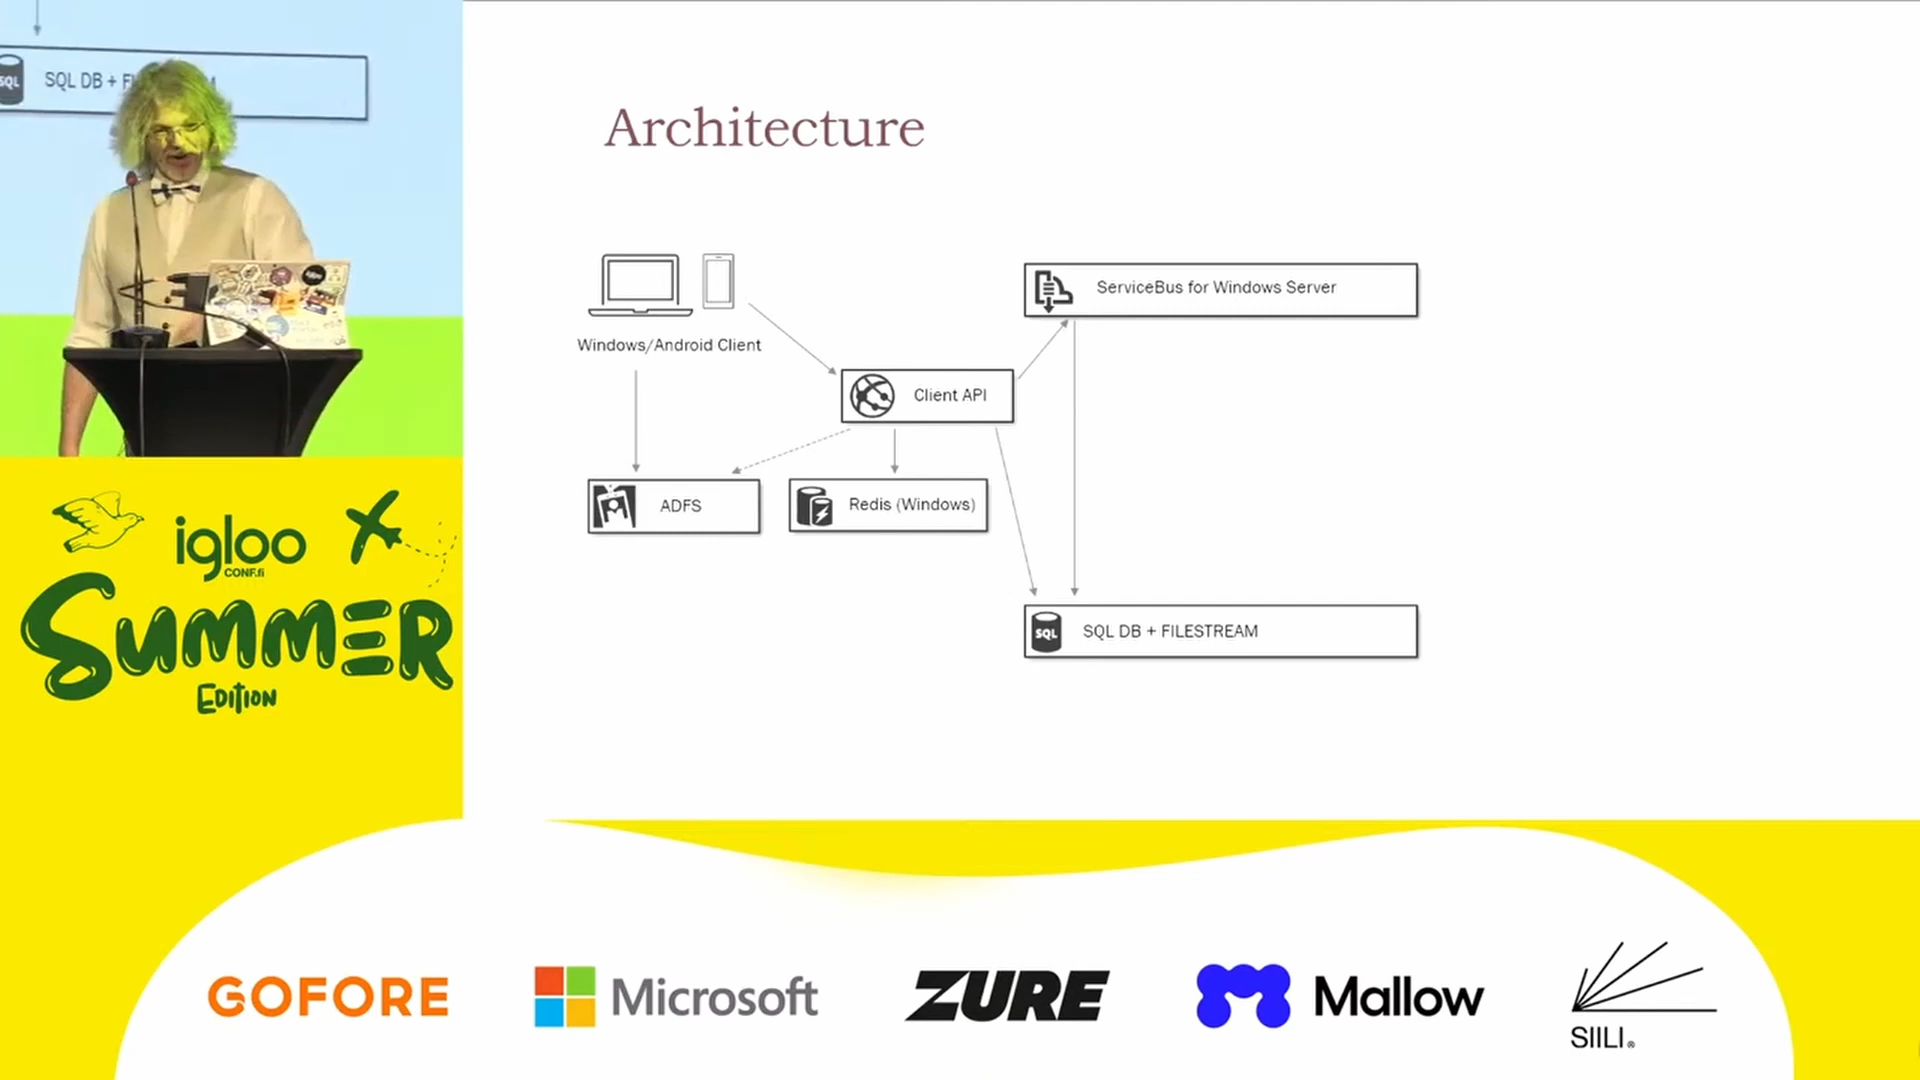 SQL
SQL DB + FI
igloo
CONF.fi
SUMMER
EDITION
Architecture
Windows/Android Client
ServiceBus for Windows Server
Client API
ADFS
Redis (Windows)
SQL
SQL DB + FILESTREAM
GOFORE
Microsoft
ZURE
Mallow
SIILI®